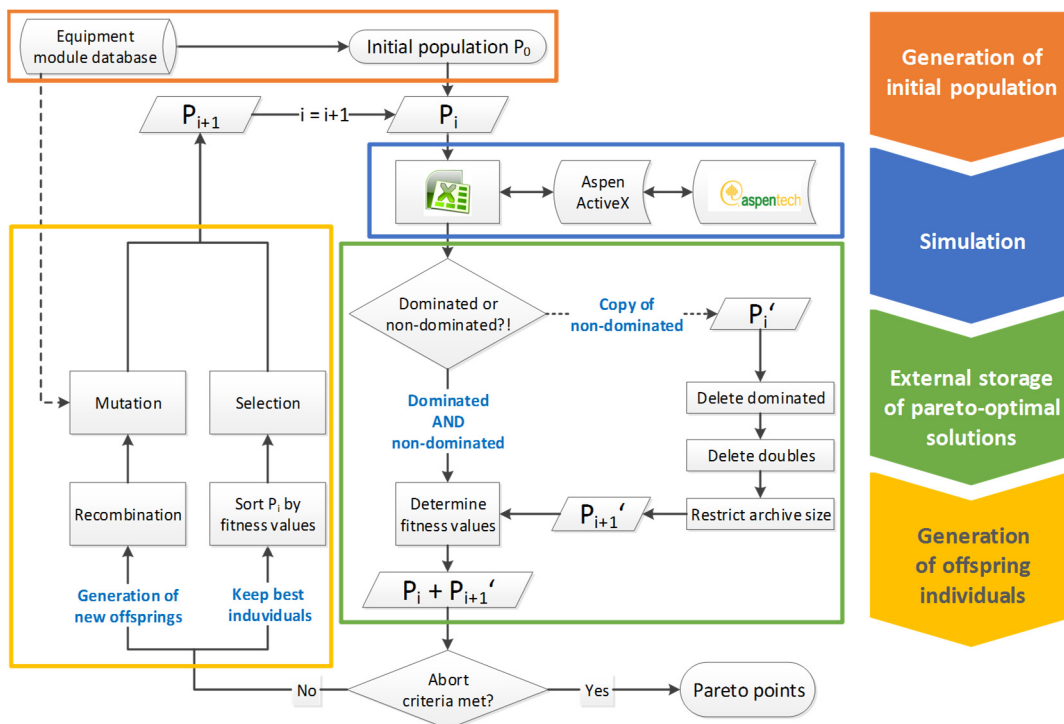 Equipment
module database
Initial population P₀
Generation of
initial population
Pᵢ₊₁
i = i+1
Pᵢ
Aspen
ActiveX
aspentech
Simulation
Dominated or
non-dominated?!
Copy of
non-dominated
Pᵢ‘
External storage
of pareto-optimal
solutions
Mutation
Selection
Dominated
AND
non-dominated
Delete dominated
Delete doubles
Recombination
Sort Pᵢ by
fitness values
Determine
fitness values
Pᵢ₊₁‘
Restrict archive size
Generation
of offspring
individuals
Generation of
new offsprings
Keep best
induviduals
Pᵢ + Pᵢ₊₁‘
No
Abort
criteria met?
Yes
Pareto points